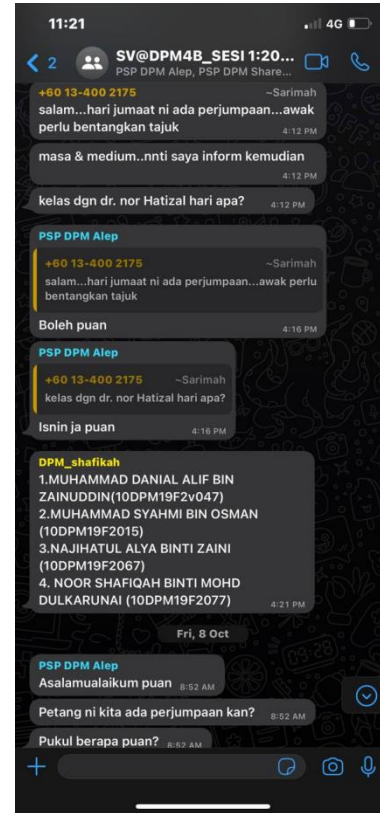 11:21
4G
2
SV@DPM4B_SESI 1:20...
PSP DPM Alep, PSP DPM Share...
+60 13-400 2175 ~Sarimah
salam...hari jumaat ni ada perjumpaan...awak
perlu bentangkan tajuk
4:12 PM
masa & medium..nnti saya inform kemudian
4:12 PM
kelas dgn dr. nor Hatizal hari apa?
4:12 PM
PSP DPM Alep
+60 13-400 2175 ~Sarimah
salam...hari jumaat ni ada perjumpaan...awak perlu
bentangkan tajuk
Boleh puan
4:16 PM
PSP DPM Alep
+60 13-400 2175 ~Sarimah
kelas dgn dr. nor Hatizal hari apa?
Isnin ja puan
4:16 PM
DPM_shafikah
1.MUHAMMAD DANIAL ALIF BIN
ZAINUDDIN(10DPM19F2v047)
2.MUHAMMAD SYAHMI BIN OSMAN
(10DPM19F2015)
3.NAJIHATUL ALYA BINTI ZAINI
(10DPM19F2067)
4. NOOR SHAFIQAH BINTI MOHD
DULKARUNAI (10DPM19F2077)
4:21 PM
Fri, 8 Oct
PSP DPM Alep
Asalamualaikum puan
8:52 AM
Petang ni kita ada perjumpaan kan?
8:52 AM
Pukul berapa puan?
8:52 AM